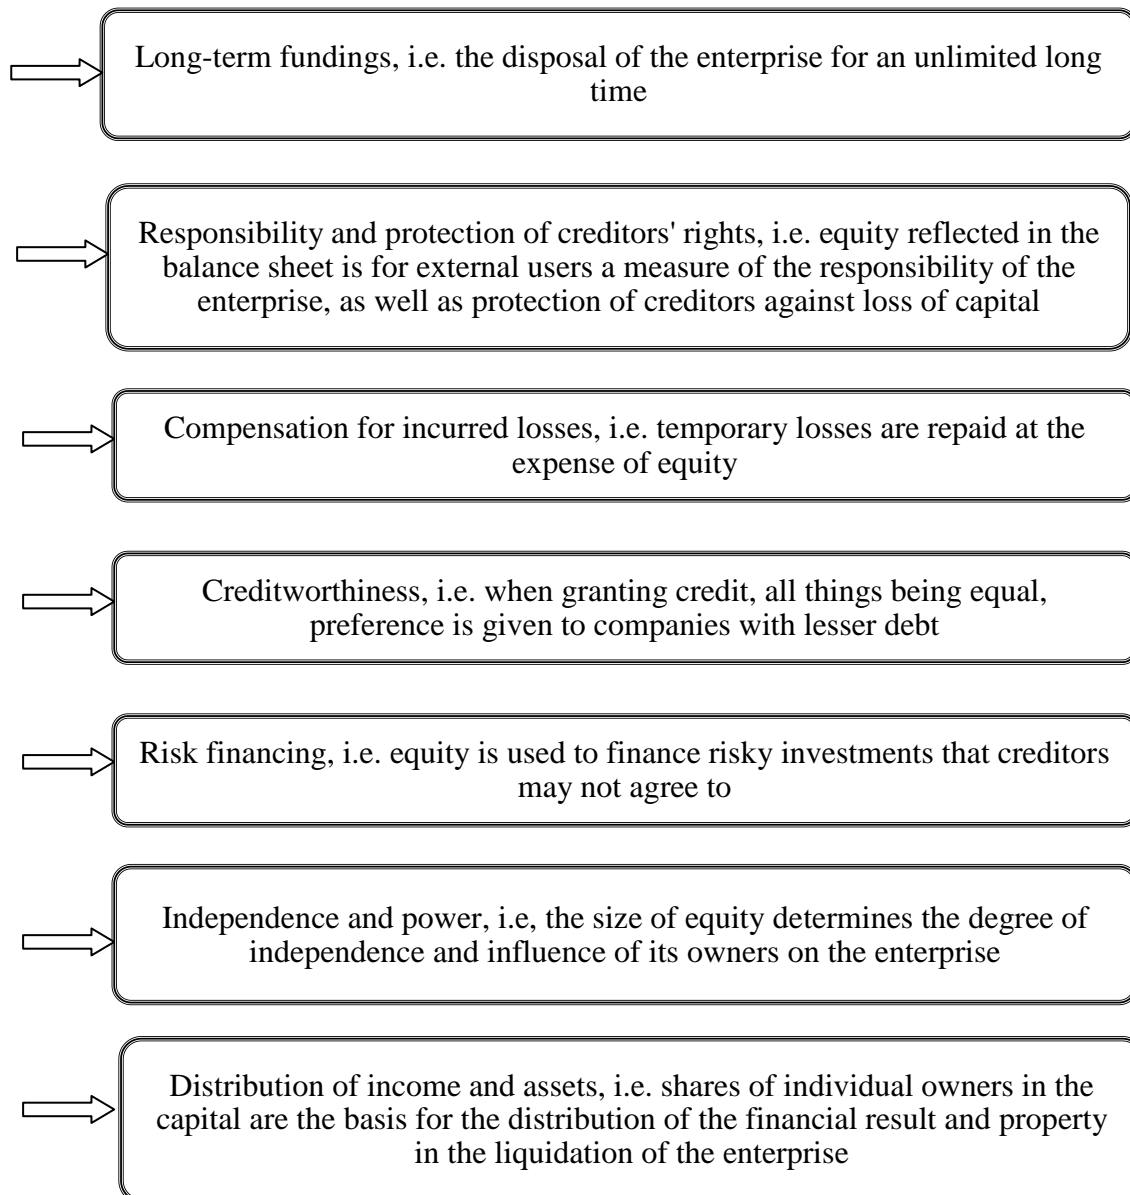 Long-term fundings, i.e. the disposal of the enterprise for an unlimited long
time
Responsibility and protection of creditors' rights, i.e. equity reflected in the
balance sheet is for external users a measure of the responsibility of the
enterprise, as well as protection of creditors against loss of capital
Compensation for incurred losses, i.e. temporary losses are repaid at the
expense of equity
Creditworthiness, i.e. when granting credit, all things being equal,
preference is given to companies with lesser debt
Risk financing, i.e. equity is used to finance risky investments that creditors
may not agree to
Independence and power, i.e, the size of equity determines the degree of
independence and influence of its owners on the enterprise
Distribution of income and assets, i.e. shares of individual owners in the
capital are the basis for the distribution of the financial result and property
in the liquidation of the enterprise